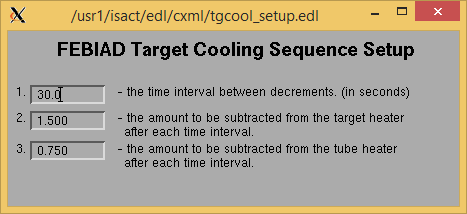 /usr1/isact/edl/cxml/tgcool_setup.edl
FEBIAD Target Cooling Sequence Setup
1. 30.0 - the time interval between decrements. (in seconds)
2. 1.500 - the amount to be subtracted from the target heater
after each time interval.
3. 0.750 - the amount to be subtracted from the tube heater
after each time interval.